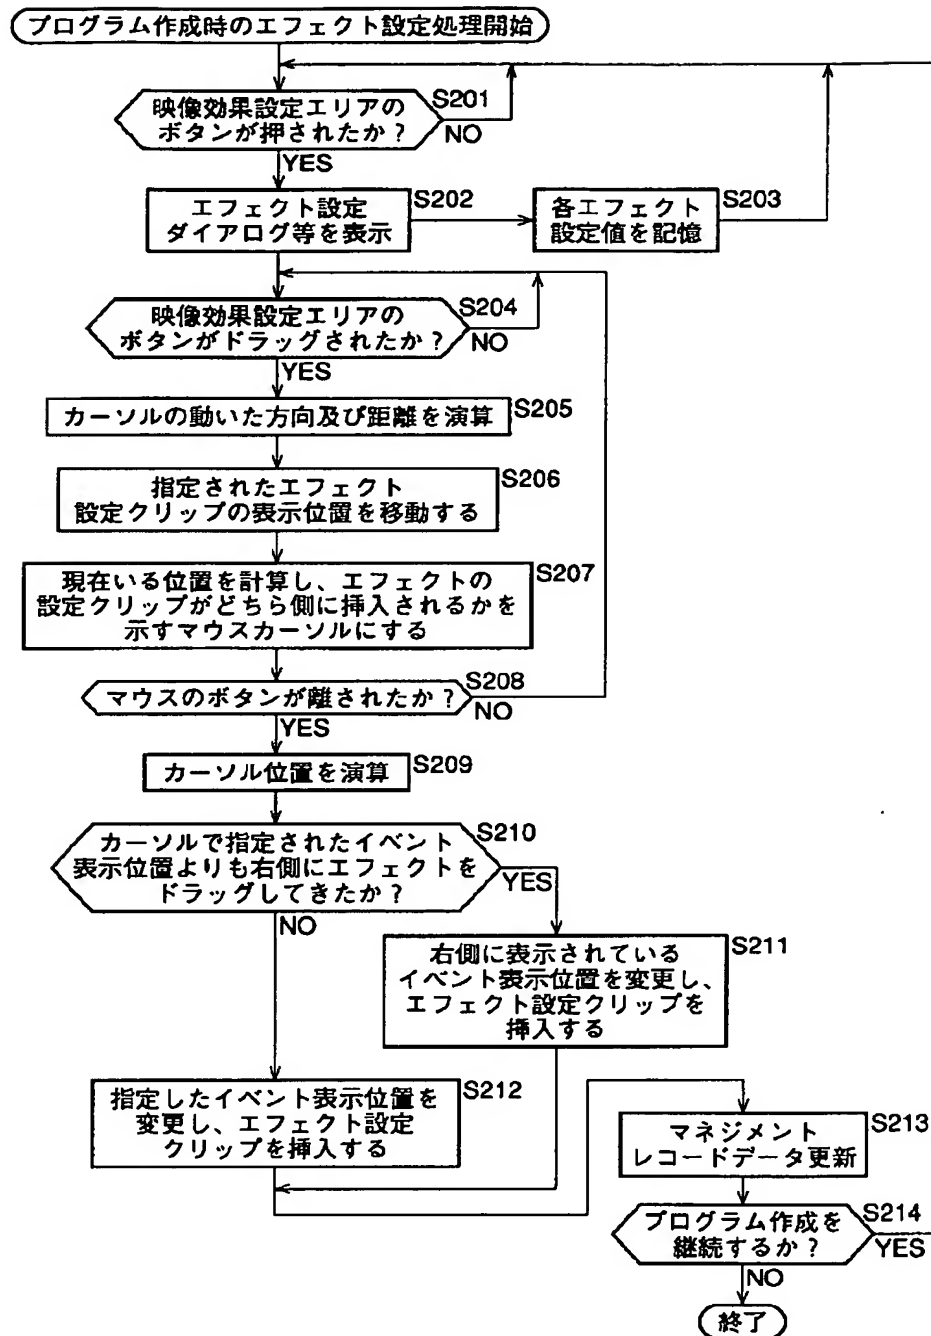 プログラム作成時のエフェクト設定処理開始
映像効果設定エリアの
ボタンが押されたか?
S201
NO
YES
エフェクト設定
ダイアログ等を表示
S202
各エフェクト
設定値を記憶
S203
映像効果設定エリアの
ボタンがドラッグされたか?
S204
NO
YES
カーソルの動いた方向及び距離を演算
S205
指定されたエフェクト
設定クリップの表示位置を移動する
S206
現在いる位置を計算し、エフェクトの
設定クリップがどちら側に挿入されるかを
示すマウスカーソルにする
S207
マウスのボタンが離されたか?
S208
NO
YES
カーソル位置を演算
S209
カーソルで指定されたイベント
表示位置よりも右側にエフェクトを
ドラッグしてきたか?
S210
YES
NO
右側に表示されている
イベント表示位置を変更し、
エフェクト設定クリップを
挿入する
S211
指定したイベント表示位置を
変更し、エフェクト設定
クリップを挿入する
S212
マネジメント
レコードデータ更新
S213
プログラム作成を
継続するか?
S214
YES
NO
終了